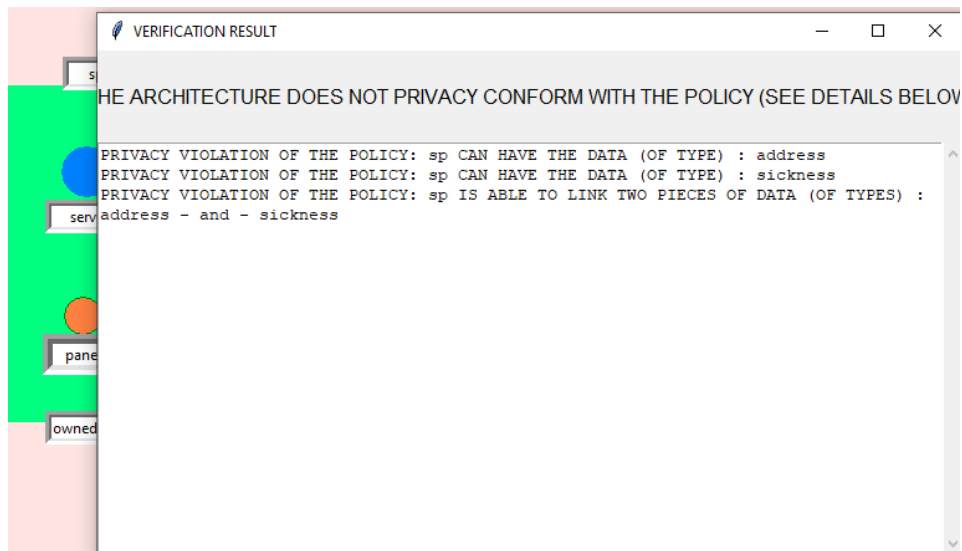 VERIFICATION RESULT
HE ARCHITECTURE DOES NOT PRIVACY CONFORM WITH THE POLICY (SEE DETAILS BELOW
PRIVACY VIOLATION OF THE POLICY: sp CAN HAVE THE DATA (OF TYPE) : address
PRIVACY VIOLATION OF THE POLICY: sp CAN HAVE THE DATA (OF TYPE) : sickness
PRIVACY VIOLATION OF THE POLICY: sp IS ABLE TO LINK TWO PIECES OF DATA (OF TYPES) :
address - and - sickness
s
serv
pane
owned